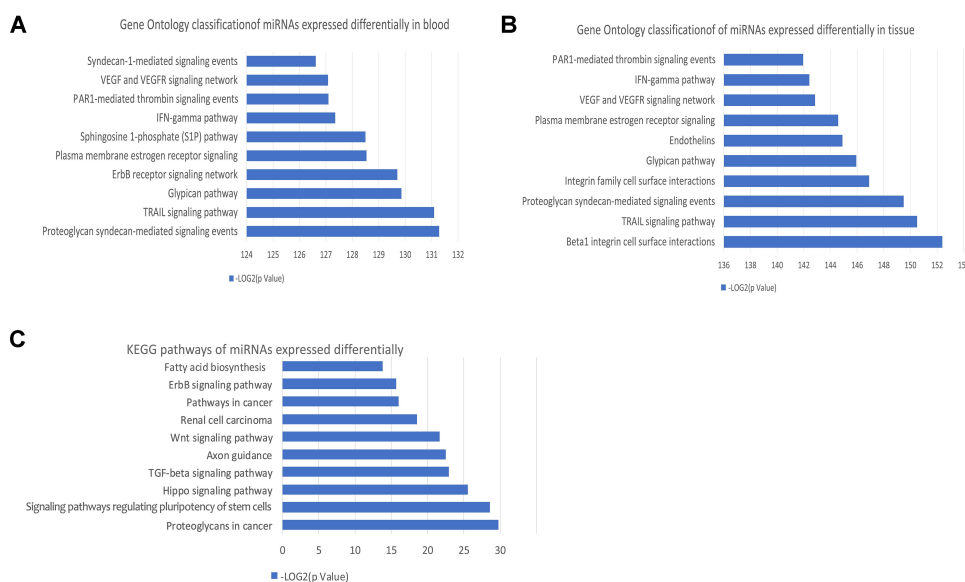 A
Gene Ontology classificationof miRNAs expressed differentially in blood
Syndecan-1-mediated signaling events
VEGF and VEGFR signaling network
PAR1-mediated thrombin signaling events
IFN-gamma pathway
Sphingosine 1-phosphate (S1P) pathway
Plasma membrane estrogen receptor signaling
ErbB receptor signaling network
Glypican pathway
TRAIL signaling pathway
Proteoglycan syndecan-mediated signaling events
124 125 126 127 128 129 130 131 132
-LOG2(p Value)
B
Gene Ontology classificationof of miRNAs expressed differentially in tissue
PAR1-mediated thrombin signaling events
IFN-gamma pathway
VEGF and VEGFR signaling network
Plasma membrane estrogen receptor signaling
Endothelins
Glypican pathway
Integrin family cell surface interactions
Proteoglycan syndecan-mediated signaling events
TRAIL signaling pathway
Beta1 integrin cell surface interactions
136 138 140 142 144 146 148 150 152
-LOG2(p Value)
C
KEGG pathways of miRNAs expressed differentially
Fatty acid biosynthesis
ErbB signaling pathway
Pathways in cancer
Renal cell carcinoma
Wnt signaling pathway
Axon guidance
TGF-beta signaling pathway
Hippo signaling pathway
Signaling pathways regulating pluripotency of stem cells
Proteoglycans in cancer
0 5 10 15 20 25 30
-LOG2(p Value)